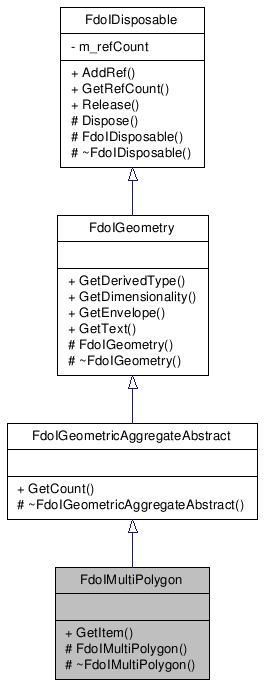 FdoIDisposable
- m_refCount
+ AddRef()
+ GetRefCount()
+ Release()
# Dispose()
# FdoIDisposable()
# ~FdoIDisposable()
FdoIGeometry
+ GetDerivedType()
+ GetDimensionality()
+ GetEnvelope()
+ GetText()
# FdoIGeometry()
# ~FdoIGeometry()
FdoIGeometricAggregateAbstract
+ GetCount()
# ~FdoIGeometricAggregateAbstract()
FdoIMultiPolygon
+ GetItem()
# FdoIMultiPolygon()
# ~FdoIMultiPolygon()